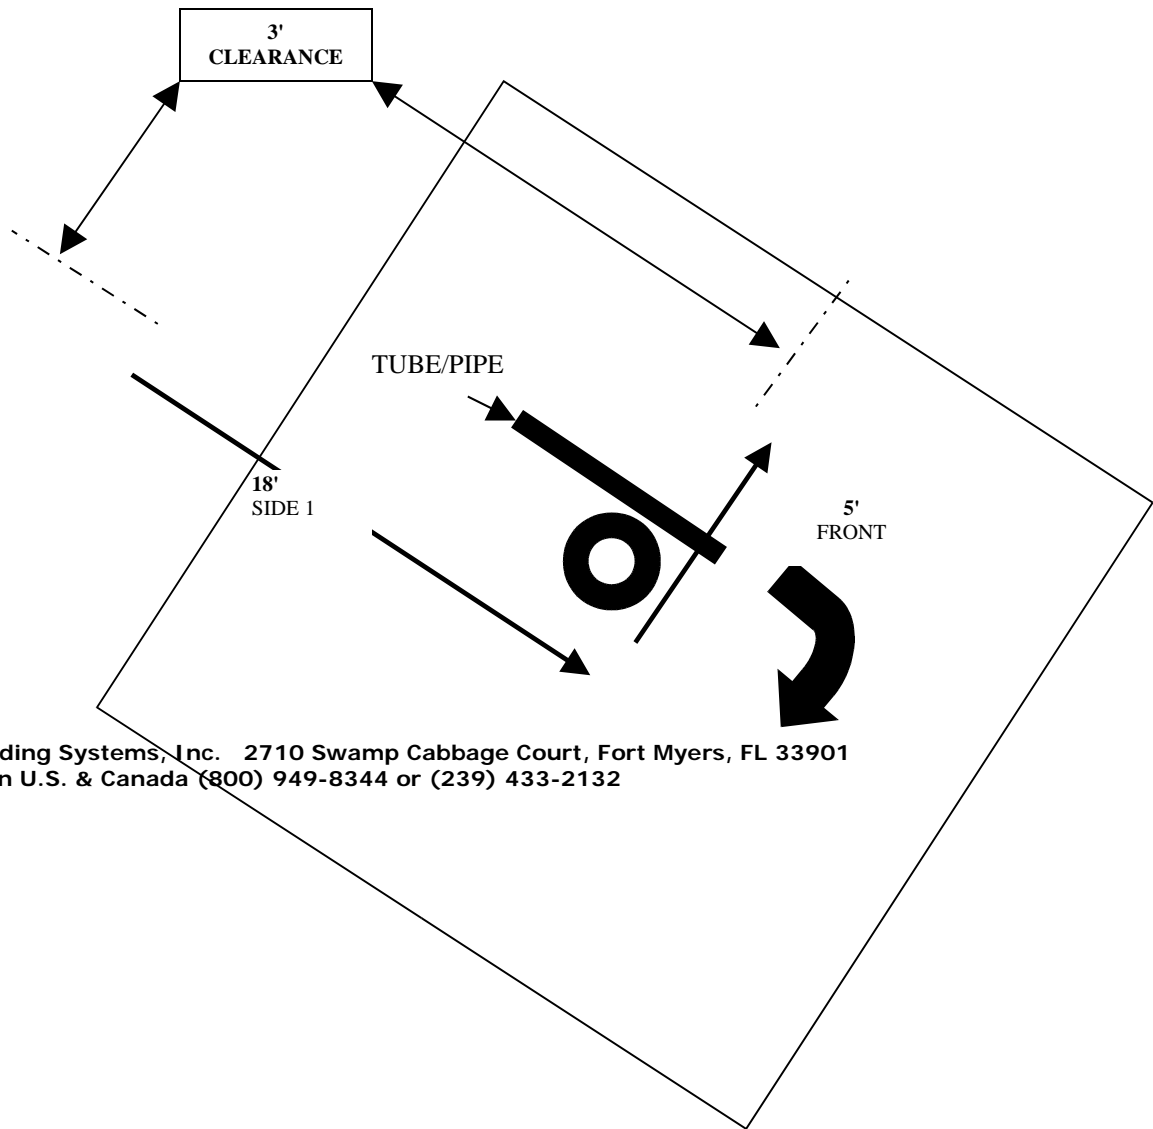 3'
CLEARANCE
TUBE/PIPE
18'
SIDE 1
5'
FRONT
ding Systems, Inc. 2710 Swamp Cabbage Court, Fort Myers, FL 33901
n U.S. & Canada (800) 949-8344 or (239) 433-2132